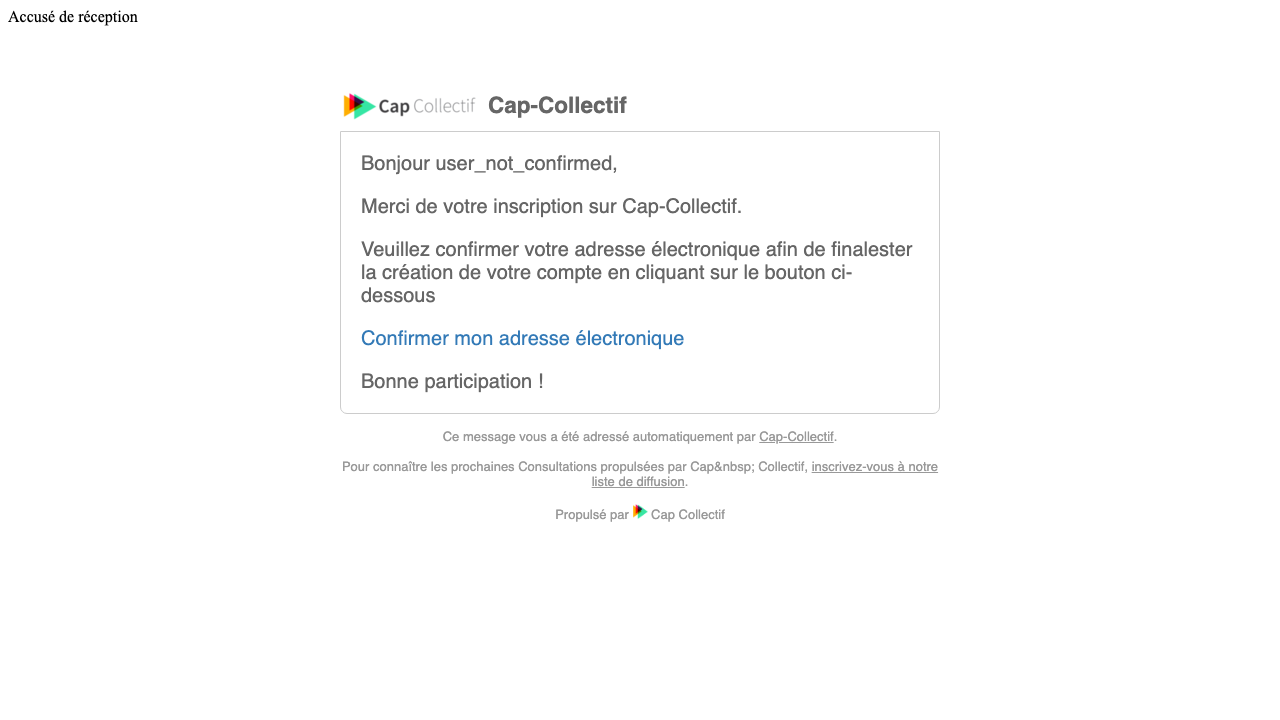 Accusé de réception
Cap Collectif Cap-Collectif
Bonjour user_not_confirmed,
Merci de votre inscription sur Cap-Collectif.
Veuillez confirmer votre adresse électronique afin de finalester
la création de votre compte en cliquant sur le bouton ci-
dessous
Confirmer mon adresse électronique
Bonne participation !
Ce message vous a été adressé automatiquement par Cap-Collectif.
Pour connaître les prochaines Consultations propulsées par Cap&nbsp; Collectif, inscrivez-vous à notre
liste de diffusion.
Propulsé par Cap Collectif